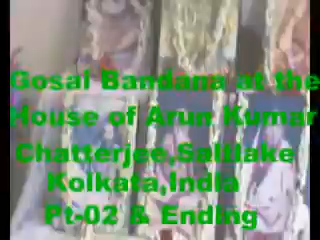 Gosai Bandana at the
House of Arun Kumar
Chatterjee,Saltlake
Kolkata,India
Pt-02 & Ending